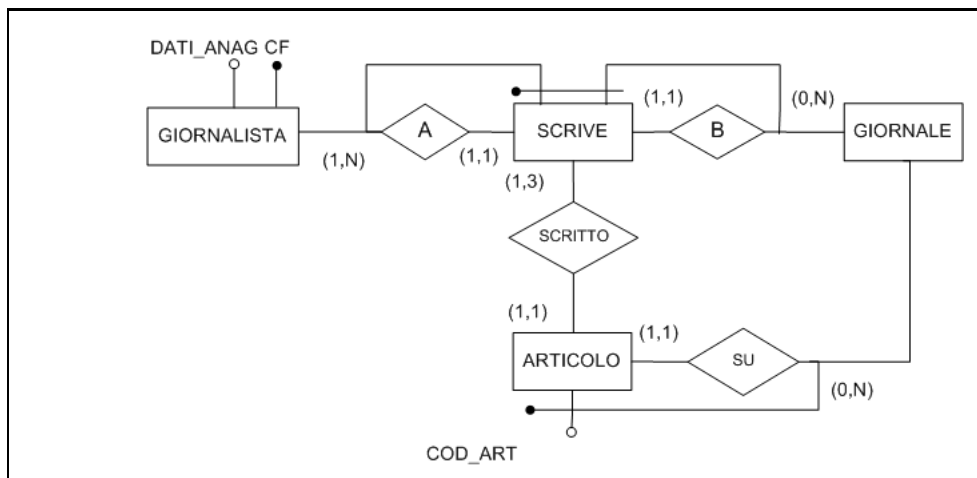 DATI_ANAG CF
GIORNALISTA
(1,N)
A
(1,1)
SCRIVE
(1,1)
B
(0,N)
GIORNALE
(1,3)
SCRITTO
(1,1)
ARTICOLO
(1,1)
SU
(0,N)
COD_ART